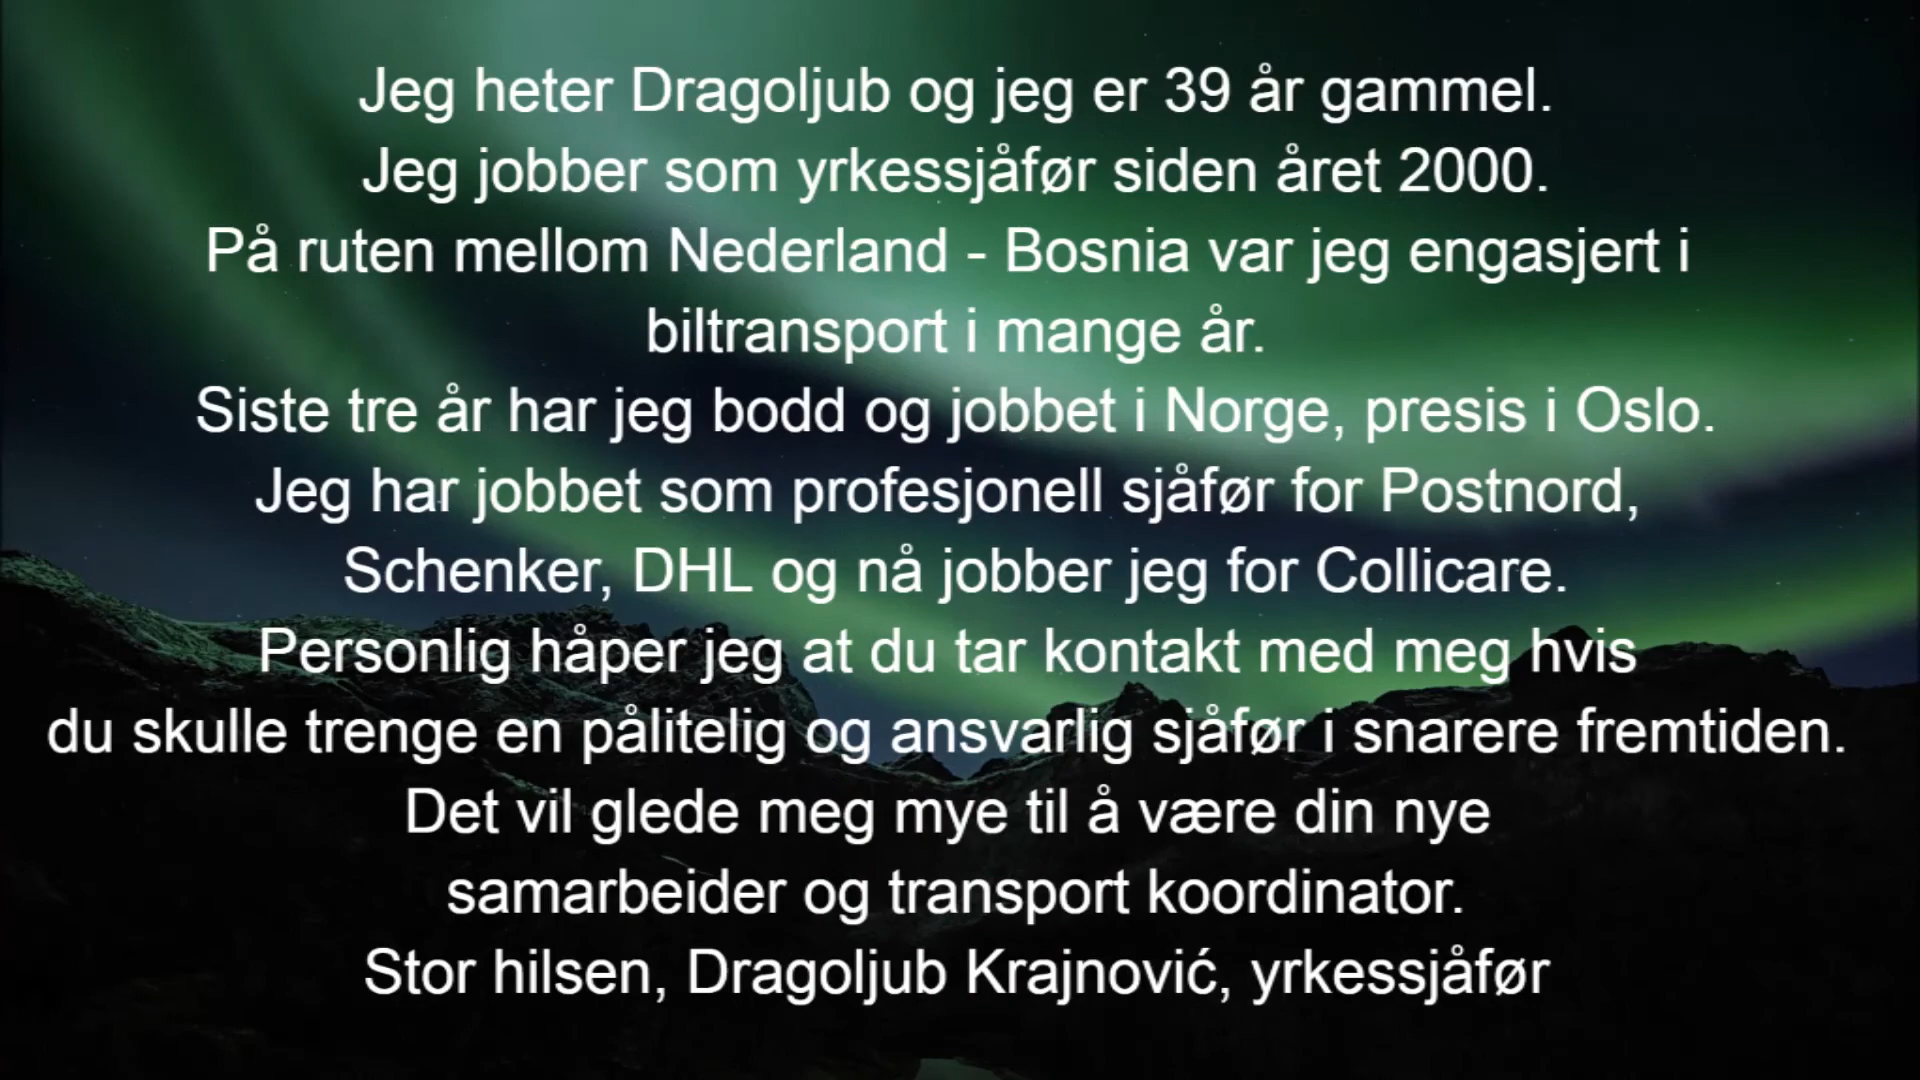 Jeg heter Dragoljub og jeg er 39 år gammel.
Jeg jobber som yrkessjåfør siden året 2000.
På ruten mellom Nederland - Bosnia var jeg engasjert i
biltransport i mange år.
Siste tre år har jeg bodd og jobbet i Norge, presis i Oslo.
Jeg har jobbet som profesjonell sjåfør for Postnord,
Schenker, DHL og nå jobber jeg for Collicare.
Personlig håper jeg at du tar kontakt med meg hvis
du skulle trenge en pålitelig og ansvarlig sjåfør i snarere fremtiden.
Det vil glede meg mye til å være din nye
samarbeider og transport koordinator.
Stor hilsen, Dragoljub Krajnović, yrkessjåfør